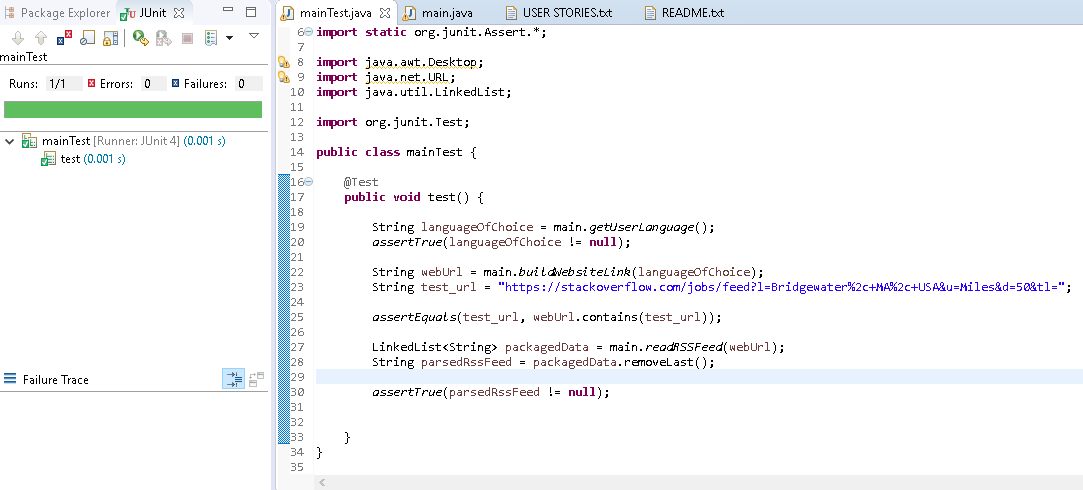 Package Explorer JUnit
mainTest
Runs: 1/1 Errors: 0 Failures: 0
mainTest [Runner: JUnit 4] (0.001 s)
test (0.001 s)
Failure Trace
mainTest.java main.java USER STORIES.txt README.txt
6 import static org.junit.Assert.*;
7
8 import java.awt.Desktop;
9 import java.net.URL;
10 import java.util.LinkedList;
11
12 import org.junit.Test;
13
14 public class mainTest {
15
16 @Test
17 public void test() {
18
19 String languageOfChoice = main.getUserLanguage();
20 assertTrue(languageOfChoice != null);
21
22 String webUrl = main.buildWebsiteLink(languageOfChoice);
23 String test_url = "https://stackoverflow.com/jobs/feed?l=Bridgewater%2c+MA%2c+USA&u=Miles&d=50&tl=";
24
25 assertEquals(test_url, webUrl.contains(test_url));
26
27 LinkedList<String> packagedData = main.readRSSFeed(webUrl);
28 String parsedRssFeed = packagedData.removeLast();
29
30 assertTrue(parsedRssFeed != null);
31
32
33 }
34 }
35